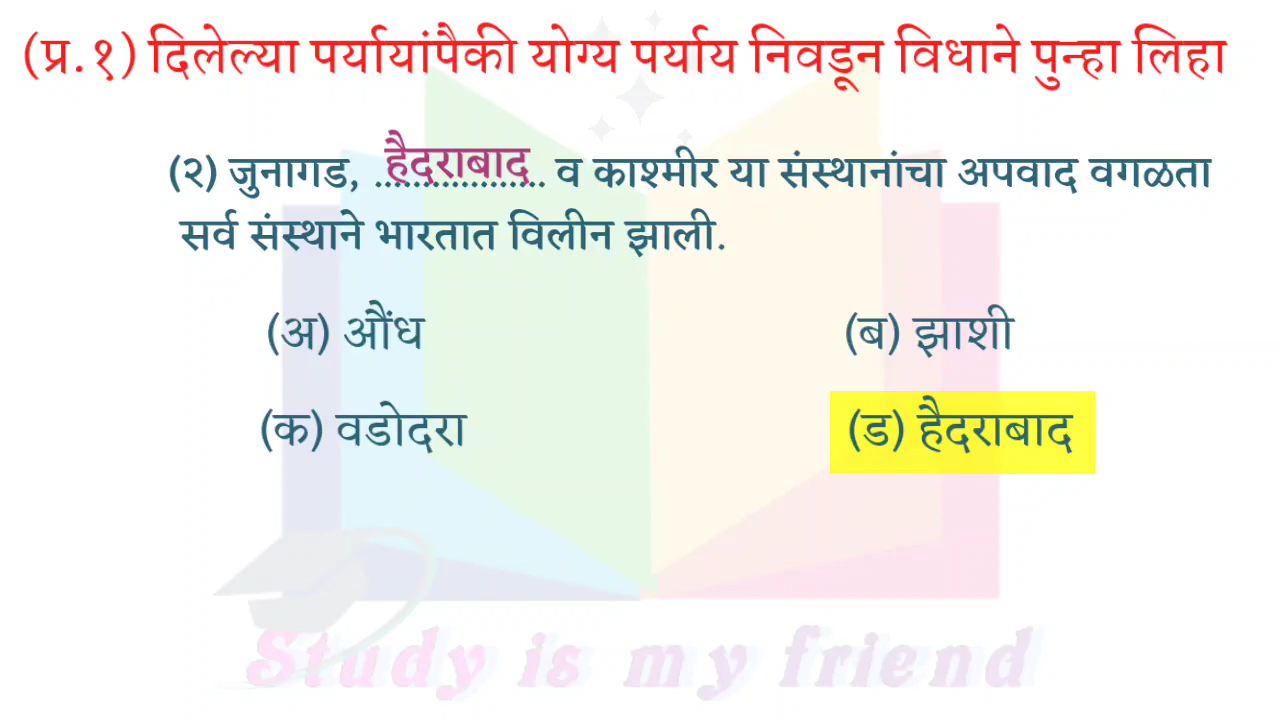 (प्र.१) दिलेल्या पर्यायांपैकी योग्य पर्याय निवडून विधाने पुन्हा लिहा
(२) जुनागड, हैदराबाद व काश्मीर या संस्थानांचा अपवाद वगळता
सर्व संस्थाने भारतात विलीन झाली.
(अ) औंध (ब) झाशी
(क) वडोदरा (ड) हैदराबाद
Study is my friend